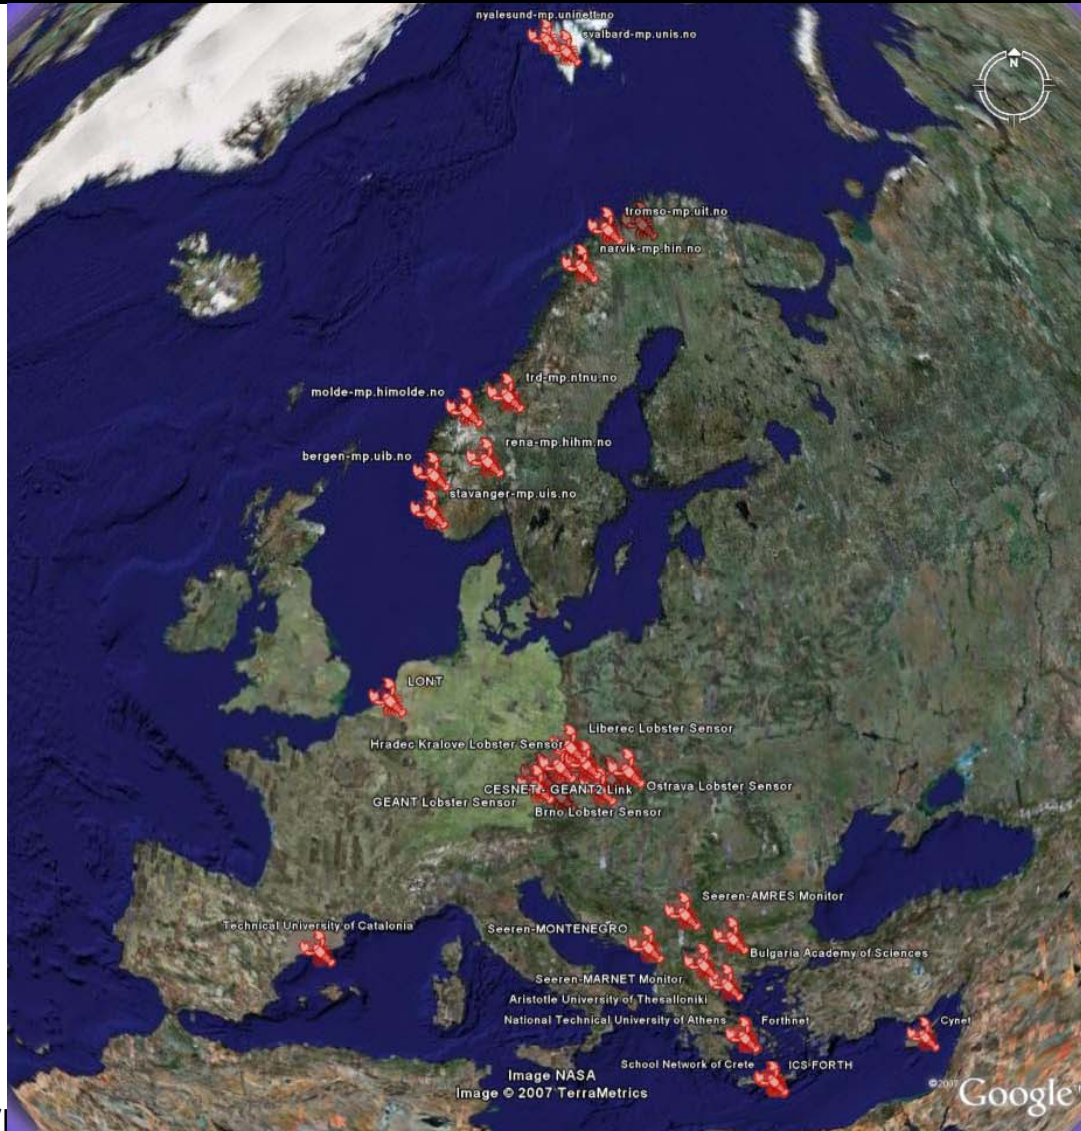 nyalesund-mp.uninett.no
svalbard-mp.unis.no
N
tromso-mp.uit.no
narvik-mp.hin.no
trd-mp.ntnu.no
molde-mp.himolde.no
rena-mp.hihm.no
bergen-mp.uib.no
stavanger-mp.uis.no
LONT
Liberec Lobster Sensor
Hradec Kralove Lobster Sensor
CESNET - GEANT2 Link
Ostrava Lobster Sensor
GEANT Lobster Sensor
Brno Lobster Sensor
Seeren-AMRES Monitor
Technical University of Catalonia
Seeren-MONTENEGRO
Bulgaria Academy of Sciences
Seeren-MARNET Monitor
Aristotle University of Thesalloniki
National Technical University of Athens
Forthnet
Cynet
School Network of Crete
ICS-FORTH
Image NASA
Image © 2007 TerraMetrics
©2007 Google